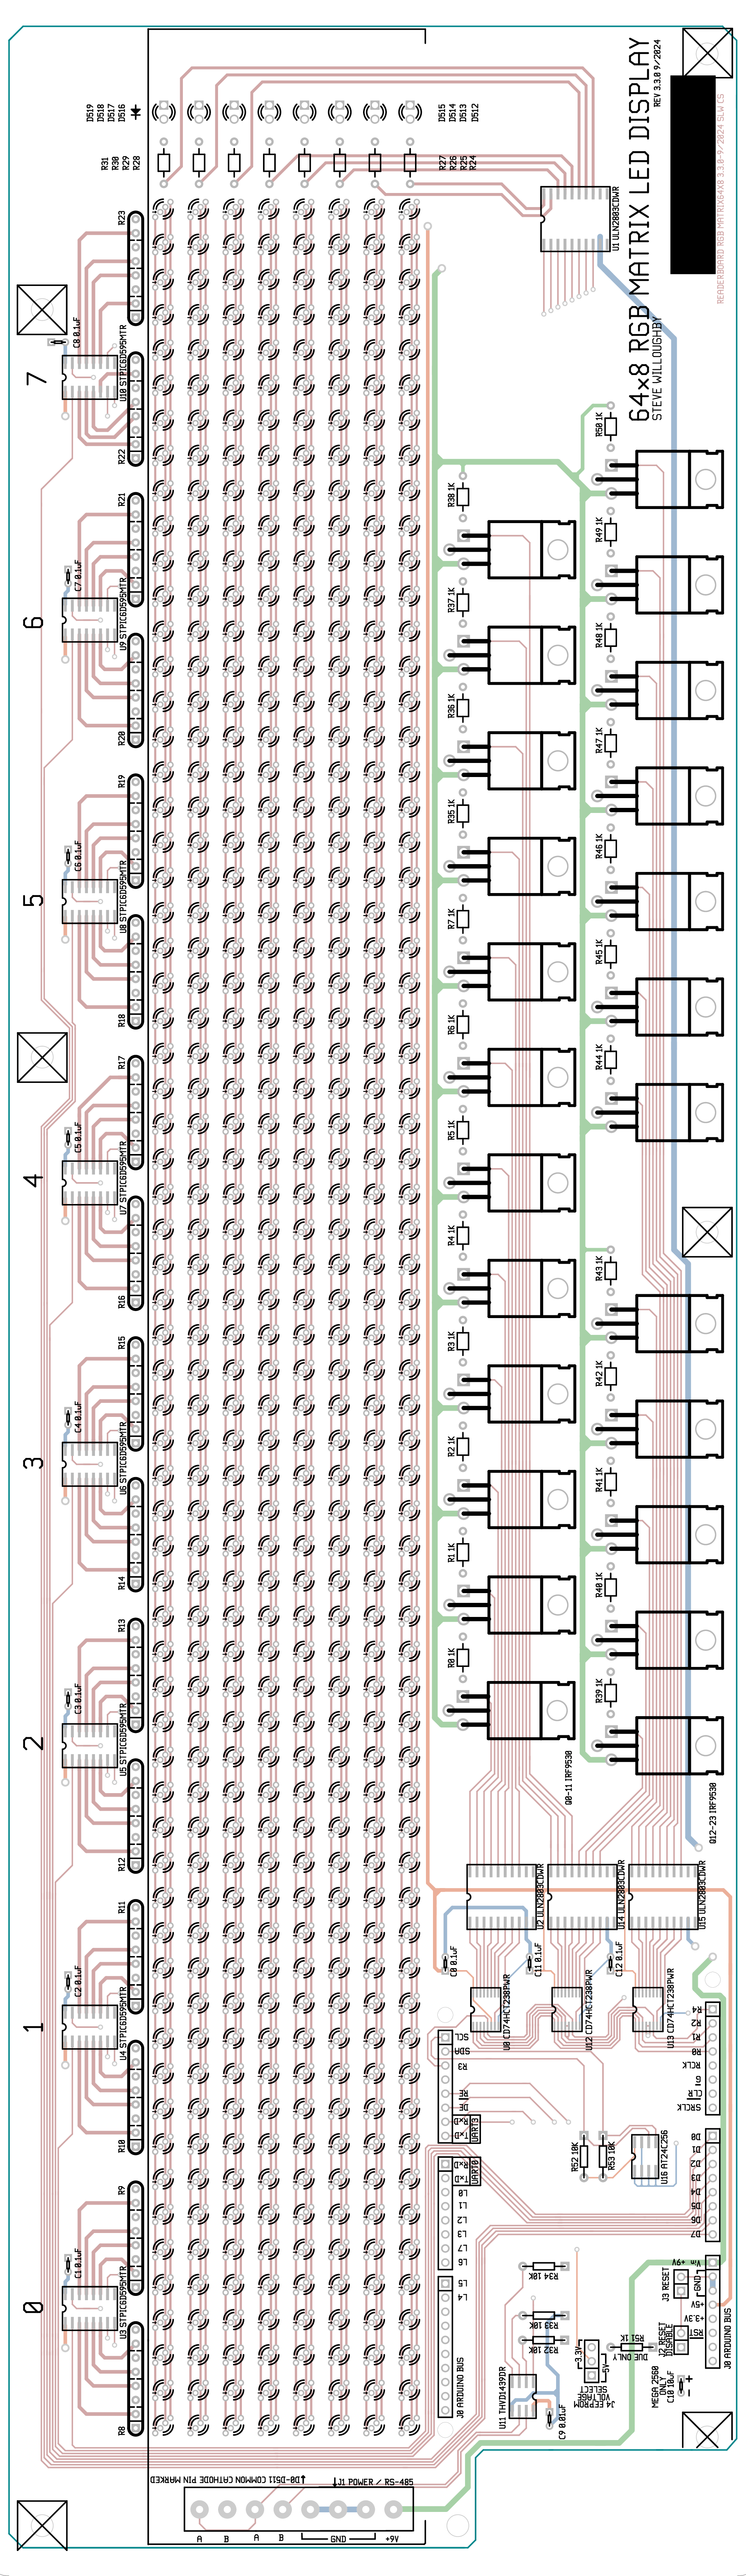 64x8 RGB MATRIX LED DISPLAY
REV 3.3.0 9/2024
STEVE WILLOUGHBY
READERBOARD RGB MATRIX64X8 3.3.0-9/2024 SLW CS
D519
D518
D517
D516
D515
D514
D513
D512
R31
R30
R29
R28
R27
R26
R25
R24
U1 ULN2803CDWR
R23
C8 0.1uF
7
U10 STPIC6D595MTR
R22
R21
C7 0.1uF
6
U9 STPIC6D595MTR
R20
R19
C6 0.1uF
5
U8 STPIC6D595MTR
R18
R17
C5 0.1uF
4
U7 STPIC6D595MTR
R16
R15
C4 0.1uF
3
U6 STPIC6D595MTR
R14
R13
C3 0.1uF
2
U5 STPIC6D595MTR
R12
R11
C2 0.1uF
1
U4 STPIC6D595MTR
R10
R9
C1 0.1uF
0
U3 STPIC6D595MTR
R8
R38 1K
R37 1K
R36 1K
R35 1K
R7 1K
R6 1K
R5 1K
R4 1K
R3 1K
R2 1K
R1 1K
R0 1K
Q0-11 IRF9530
R50 1K
R49 1K
R48 1K
R47 1K
R46 1K
R45 1K
R44 1K
R43 1K
R42 1K
R41 1K
R40 1K
R39 1K
Q12-23 IRF9530
U2 ULN2803CDWR
U14 ULN2803CDWR
U15 ULN2803CDWR
C0 0.1uF
C11 0.1uF
C12 0.1uF
U0 CD74HCT238PWR
U12 CD74HCT238PWR
U13 CD74HCT238PWR
SCL
SDA
R3
RE
DE
RxD
TxD
UART3
RxD
TxD
UART0
L0
L1
L2
L3
L7
L6
L5
L4
J0 ARDUINO BUS
R4
R2
R1
R0
RCLK
G
CLR
SRCLK
D0
D1
D2
D3
D4
D5
D6
D7
Vin +9V
GND
+5V
+3.3V
RST
J0 ARDUINO BUS
R52 10K
R53 10K
U16 AT24C256
R34 10K
R33 10K
R32 10K
U11 THVD1439DR
C9 0.01uF
3.3V
5V
J4 EEPROM
VOLTAGE
SELECT
R51 1K
DUE ONLY
J3 RESET
J2 RESET
DISABLE
MEGA 2560
ONLY
C10 10uF
+
-
D0-D511 COMMON CATHODE PIN MARKED
J1 POWER / RS-485
A
B
A
B
GND
+9V